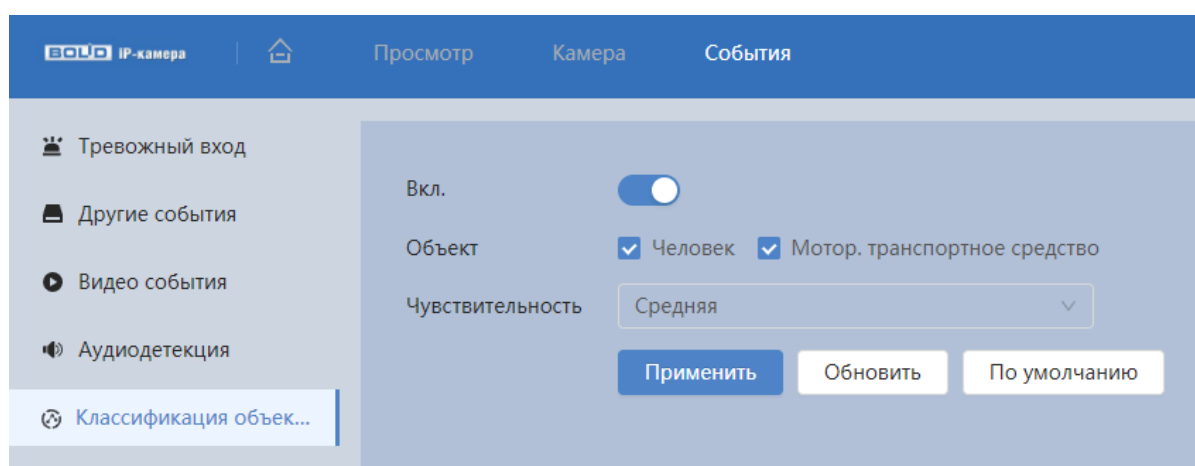 BOLID IP-камера
Просмотр Камера События
Тревожный вход
Другие события
Видео события
Аудиодетекция
Классификация объек...
Вкл.
Объект Человек Мотор. транспортное средство
Чувствительность Средняя
Применить Обновить По умолчанию